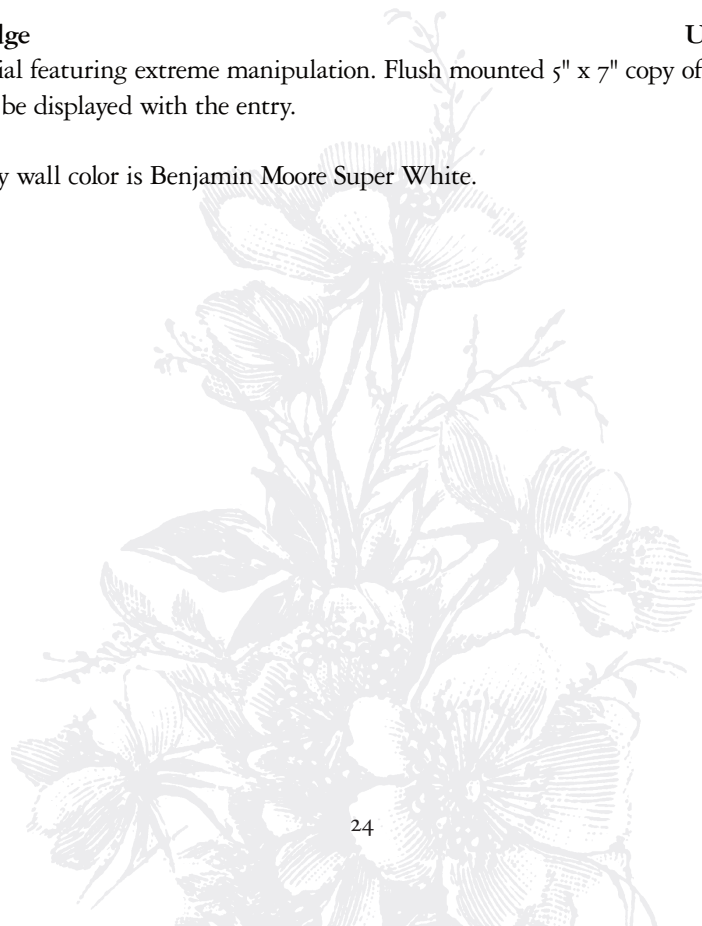 lge U
ial featuring extreme manipulation. Flush mounted 5" x 7" copy of
be displayed with the entry.
y wall color is Benjamin Moore Super White.
24